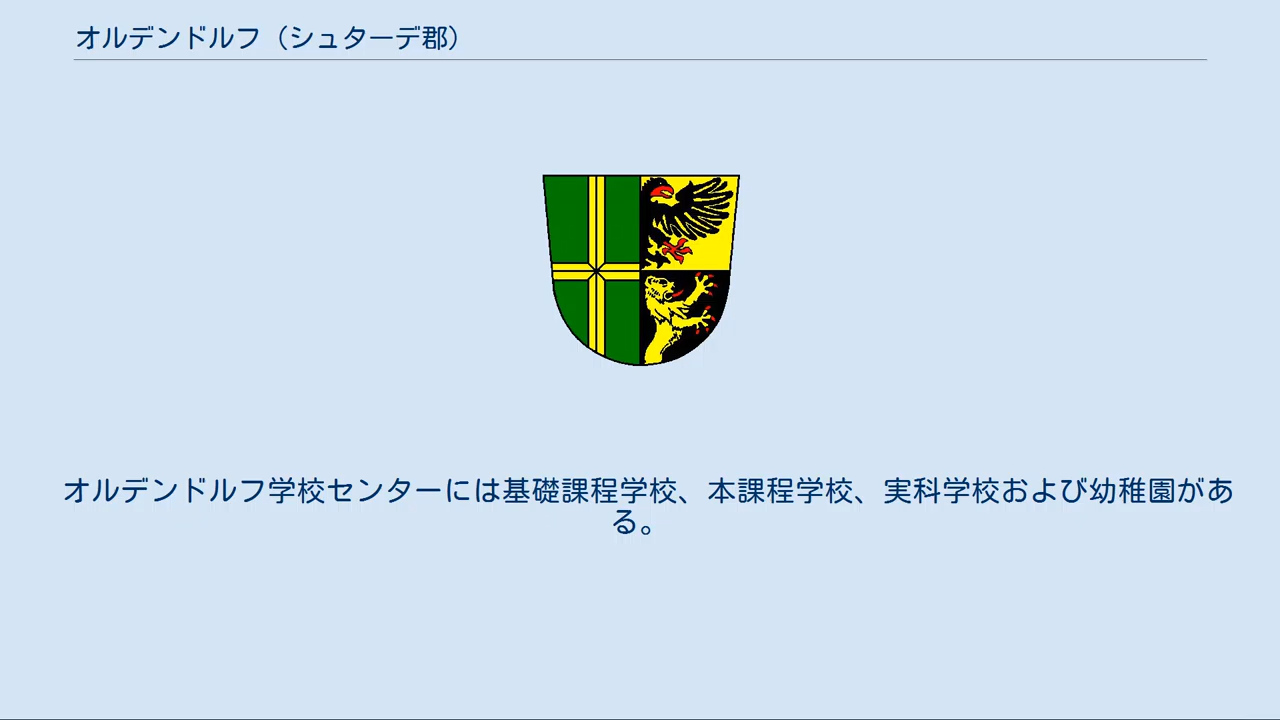 オルデンドルフ（シュターデ郡）
オルデンドルフ学校センターには基礎課程学校、本課程学校、実科学校および幼稚園があ
る。